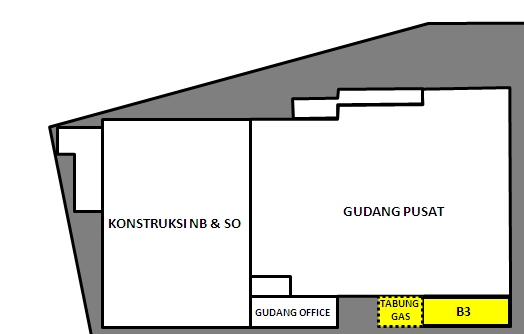 GUDANG PUSAT
KONSTRUKSI NB & SO
TABUNG
GAS
B3
GUDANG OFFICE